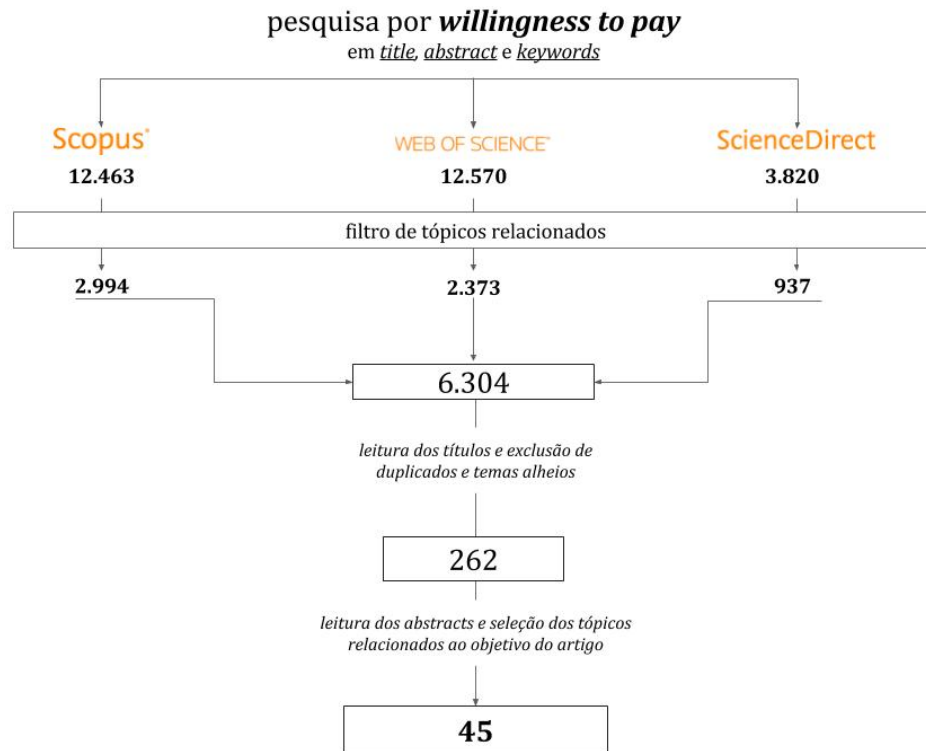 pesquisa por willingness to pay
em title, abstract e keywords
Scopus® WEB OF SCIENCE™ ScienceDirect
12.463 12.570 3.820
filtro de tópicos relacionados
2.994 2.373 937
6.304
leitura dos títulos e exclusão de
duplicados e temas alheios
262
leitura dos abstracts e seleção dos tópicos
relacionados ao objetivo do artigo
45